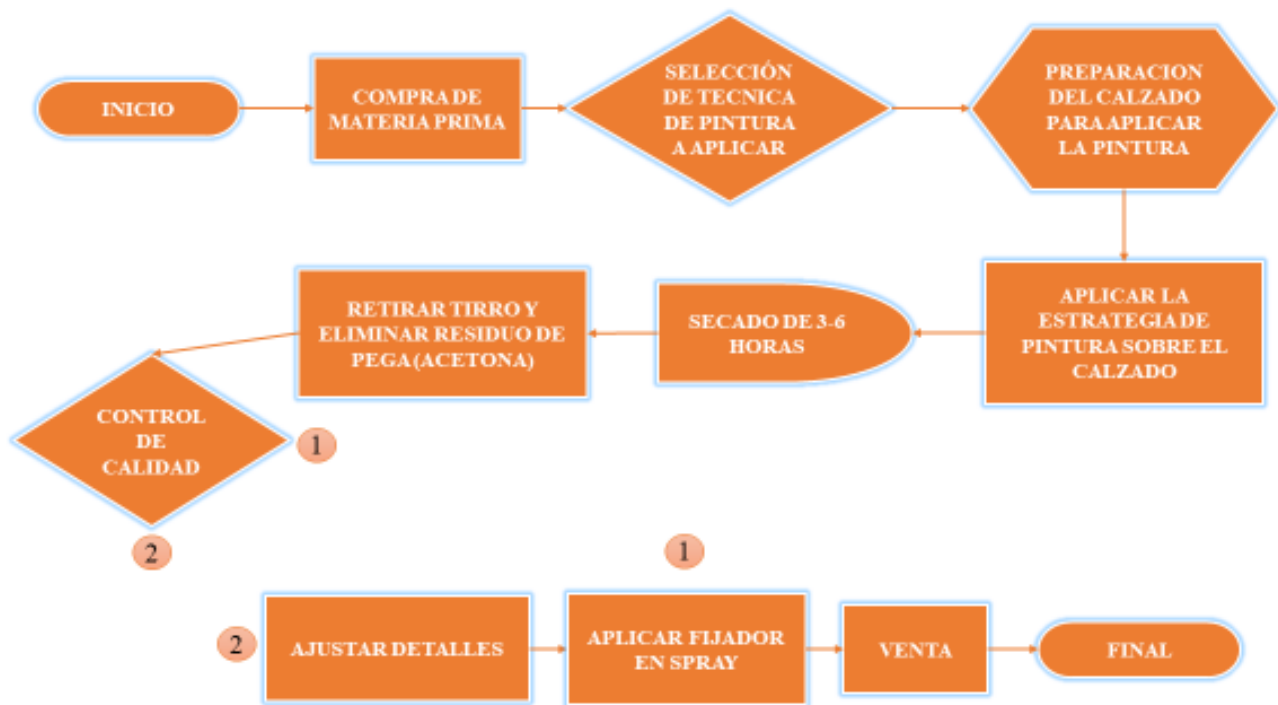 INICIO
COMPRA DE
MATERIA PRIMA
SELECCIÓN
DE TECNICA
DE PINTURA
A APLICAR
PREPARACION
DEL CALZADO
PARA APLICAR
LA PINTURA
APLICAR LA
ESTRATEGIA DE
PINTURA SOBRE EL
CALZADO
SECADO DE 3-6
HORAS
RETIRAR TIRRO Y
ELIMINAR RESIDUO DE
PEGA (ACETONA)
CONTROL
DE
CALIDAD
1
2
1
2
AJUSTAR DETALLES
APLICAR FIJADOR
EN SPRAY
VENTA
FINAL